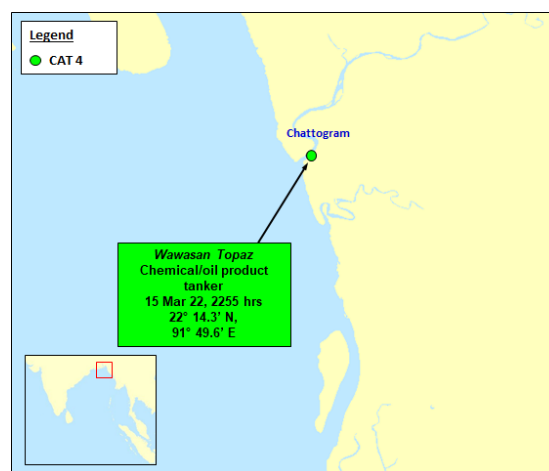 Legend
CAT 4
Chattogram
Wawasan Topaz
Chemical/oil product
tanker
15 Mar 22, 2255 hrs
22° 14.3’ N,
91° 49.6’ E